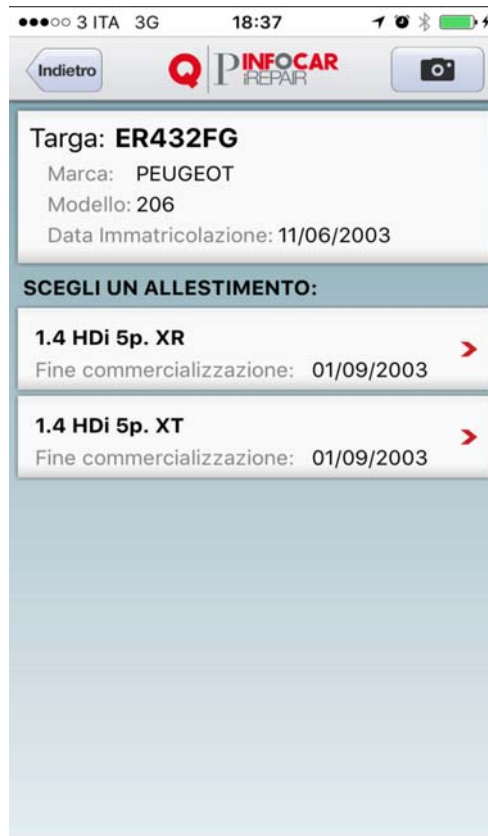 3 ITA 3G 18:37
Indietro
Q P INFOCAR
iREPAIR
Targa: ER432FG
Marca: PEUGEOT
Modello: 206
Data Immatricolazione: 11/06/2003
SCEGLI UN ALLESTIMENTO:
1.4 HDi 5p. XR
Fine commercializzazione: 01/09/2003
1.4 HDi 5p. XT
Fine commercializzazione: 01/09/2003